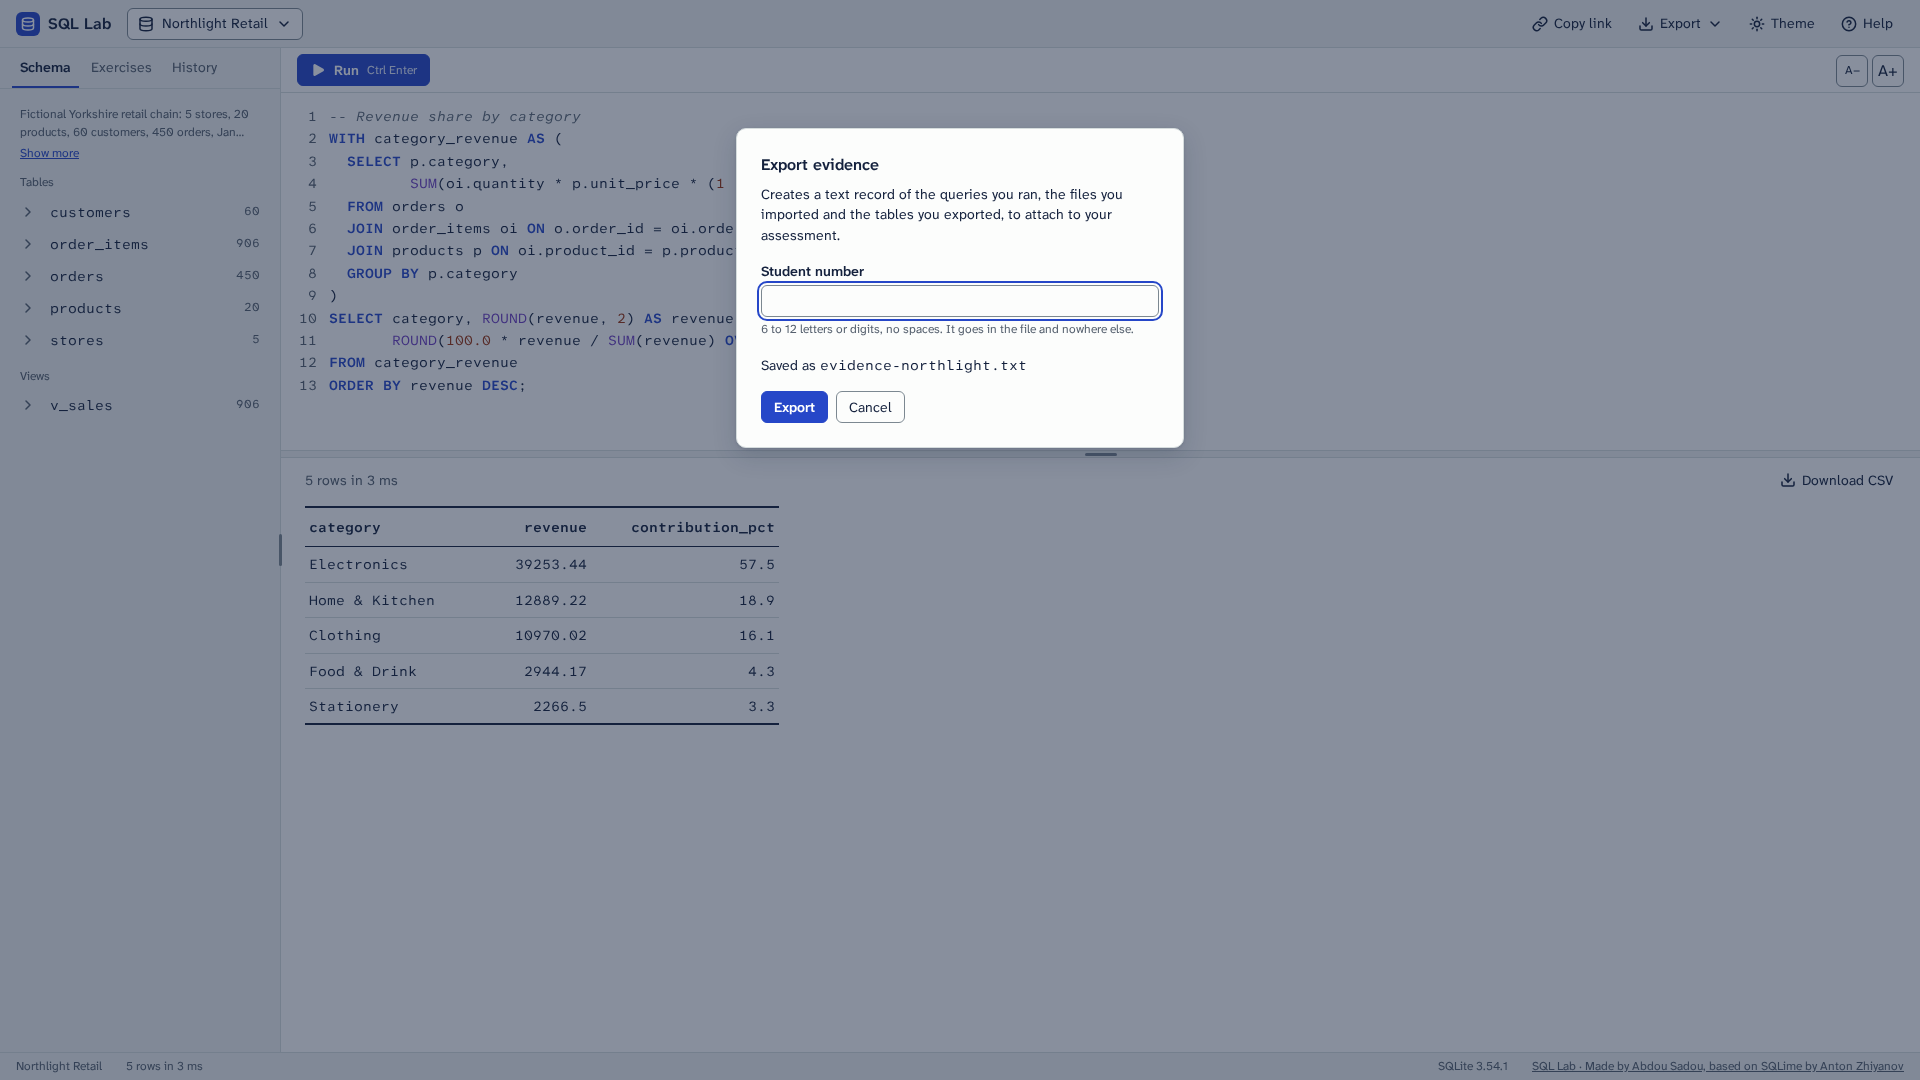 SQL Lab
Northlight Retail
Copy link
Export
Theme
Help
Schema
Exercises
History
Run Ctrl Enter
A−
A+
Fictional Yorkshire retail chain: 5 stores, 20
products, 60 customers, 450 orders, Jan...
Show more
Tables
customers 60
order_items 906
orders 450
products 20
stores 5
Views
v_sales 906
1 -- Revenue share by category
2 WITH category_revenue AS (
3 SELECT p.category,
4 SUM(oi.quantity * p.unit_price * (1
5 FROM orders o
6 JOIN order_items oi ON o.order_id = oi.orde
7 JOIN products p ON oi.product_id = p.produc
8 GROUP BY p.category
9 )
10 SELECT category, ROUND(revenue, 2) AS revenue
11 ROUND(100.0 * revenue / SUM(revenue) OV
12 FROM category_revenue
13 ORDER BY revenue DESC;
Export evidence
Creates a text record of the queries you ran, the files you
imported and the tables you exported, to attach to your
assessment.
Student number
6 to 12 letters or digits, no spaces. It goes in the file and nowhere else.
Saved as evidence-northlight.txt
Export
Cancel
5 rows in 3 ms
Download CSV
category revenue contribution_pct
Electronics 39253.44 57.5
Home & Kitchen 12889.22 18.9
Clothing 10970.02 16.1
Food & Drink 2944.17 4.3
Stationery 2266.5 3.3
Northlight Retail
5 rows in 3 ms
SQLite 3.54.1
SQL Lab · Made by Abdou Sadou, based on SQLime by Anton Zhiyanov